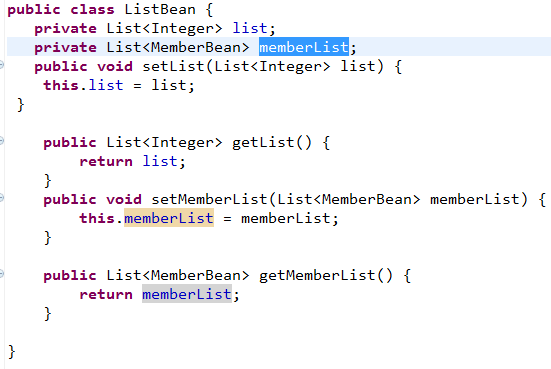 public class ListBean {
private List<Integer> list;
private List<MemberBean> memberList;
public void setList(List<Integer> list) {
this.list = list;
}
public List<Integer> getList() {
return list;
}
public void setMemberList(List<MemberBean> memberList) {
this.memberList = memberList;
}
public List<MemberBean> getMemberList() {
return memberList;
}
}